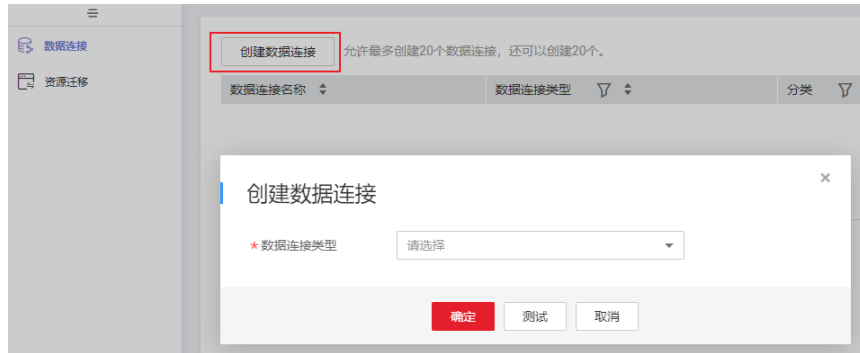 数据连接
资源迁移
创建数据连接 允许最多创建20个数据连接，还可以创建20个。
数据连接名称 数据连接类型 分类
创建数据连接
*数据连接类型 请选择
确定 测试 取消